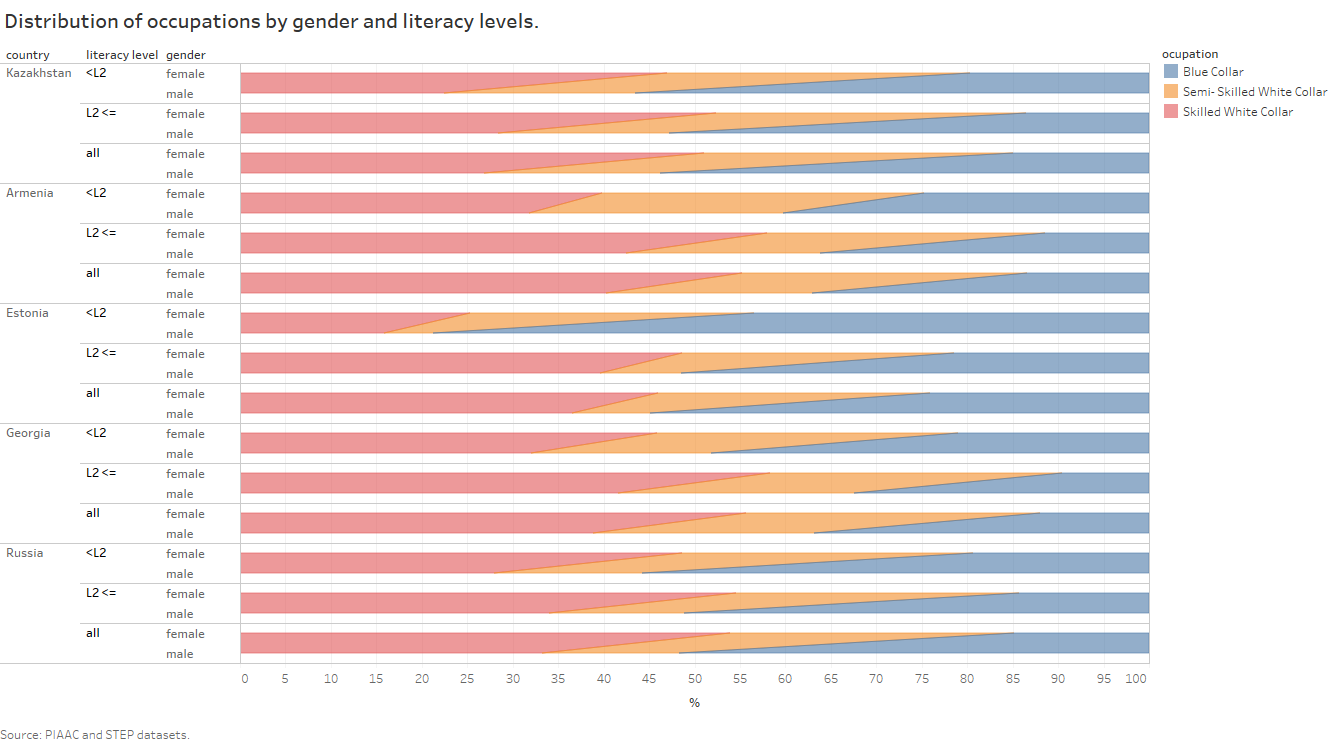 Distribution of occupations by gender and literacy levels.
country literacy level gender
Kazakhstan <L2 female
male
L2 <= female
male
all female
male
Armenia <L2 female
male
L2 <= female
male
all female
male
Estonia <L2 female
male
L2 <= female
male
all female
male
Georgia <L2 female
male
L2 <= female
male
all female
male
Russia <L2 female
male
L2 <= female
male
all female
male
0 5 10 15 20 25 30 35 40 45 50 55 60 65 70 75 80 85 90 95 100
%
ocupation
Blue Collar
Semi- Skilled White Collar
Skilled White Collar
Source: PIAAC and STEP datasets.